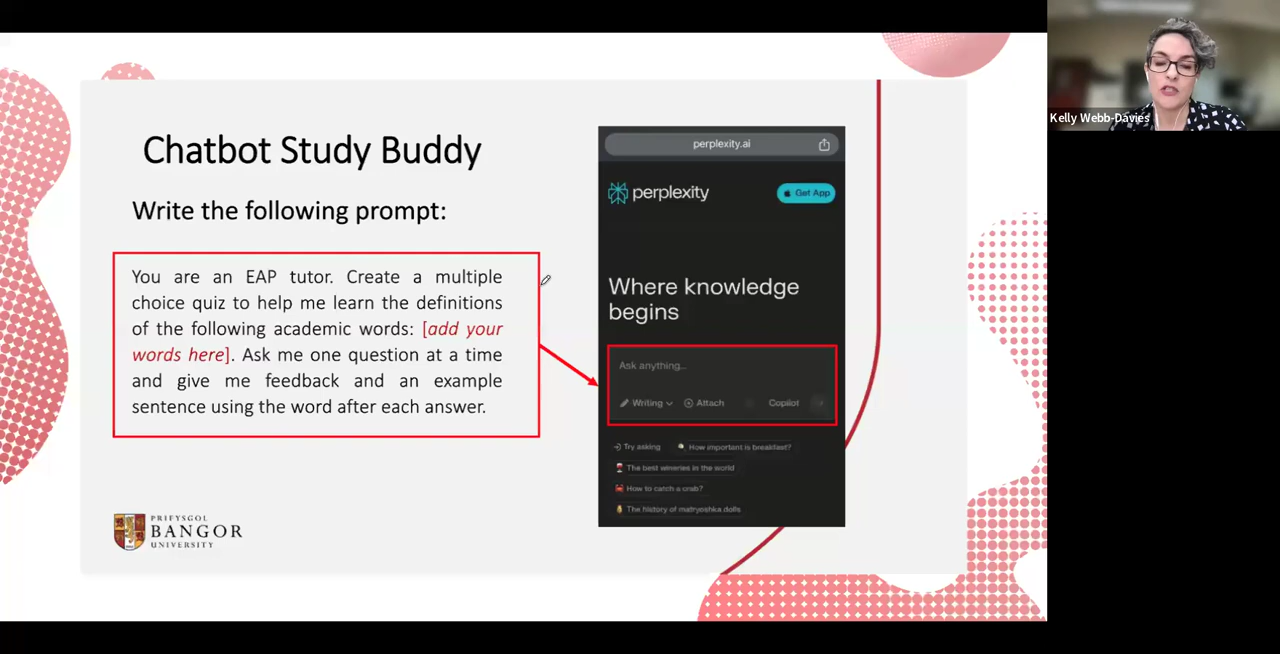 Chatbot Study Buddy
Write the following prompt:
You are an EAP tutor. Create a multiple
choice quiz to help me learn the definitions
of the following academic words: [add your
words here]. Ask me one question at a time
and give me feedback and an example
sentence using the word after each answer.
PRIFYSGOL
BANGOR
UNIVERSITY
perplexity.ai
perplexity
Get App
Where knowledge
begins
Ask anything...
Writing
Attach
Copilot
Try asking
How important is breakfast?
The best wineries in the world
How to catch a crab?
The history of matryoshka dolls
Kelly Webb-Davies